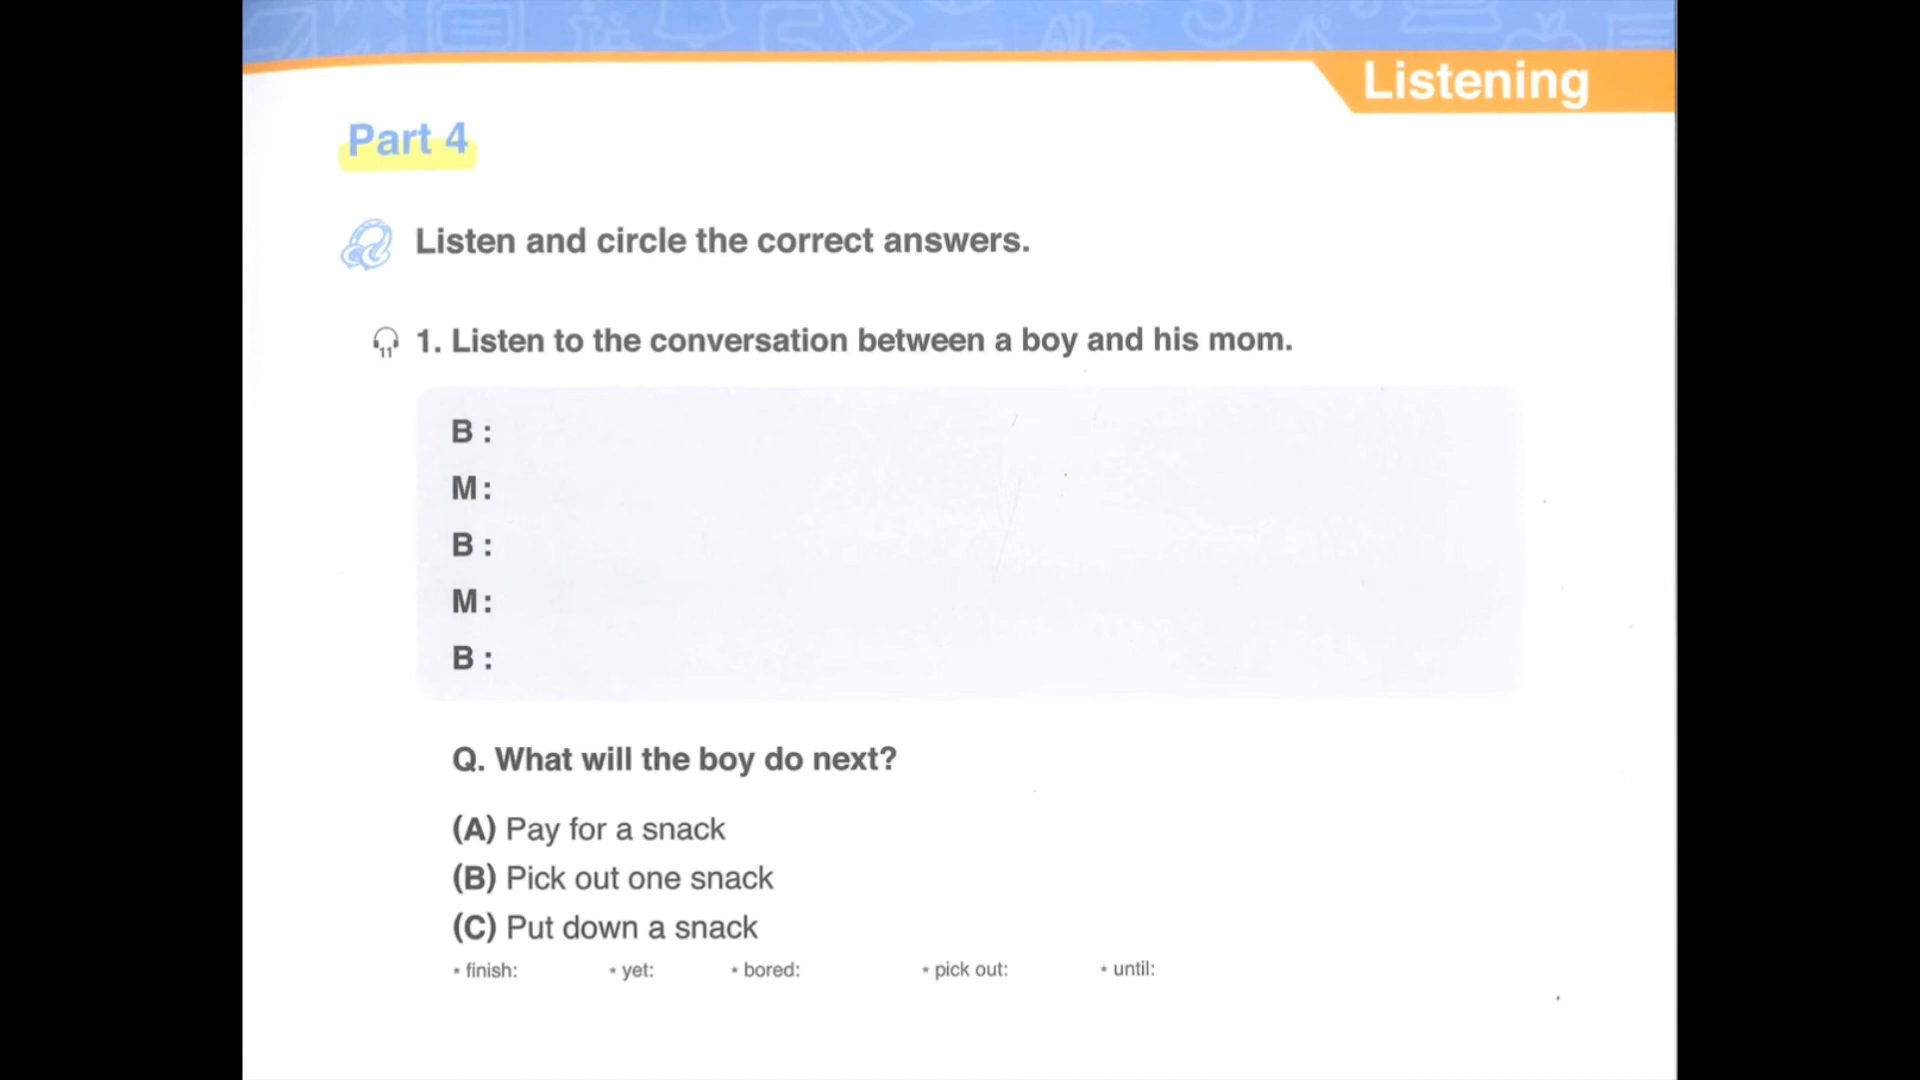 Listening
Part 4
Listen and circle the correct answers.
11 1. Listen to the conversation between a boy and his mom.
B :
M :
B :
M :
B :
Q. What will the boy do next?
(A) Pay for a snack
(B) Pick out one snack
(C) Put down a snack
* finish: * yet: * bored: * pick out: * until: